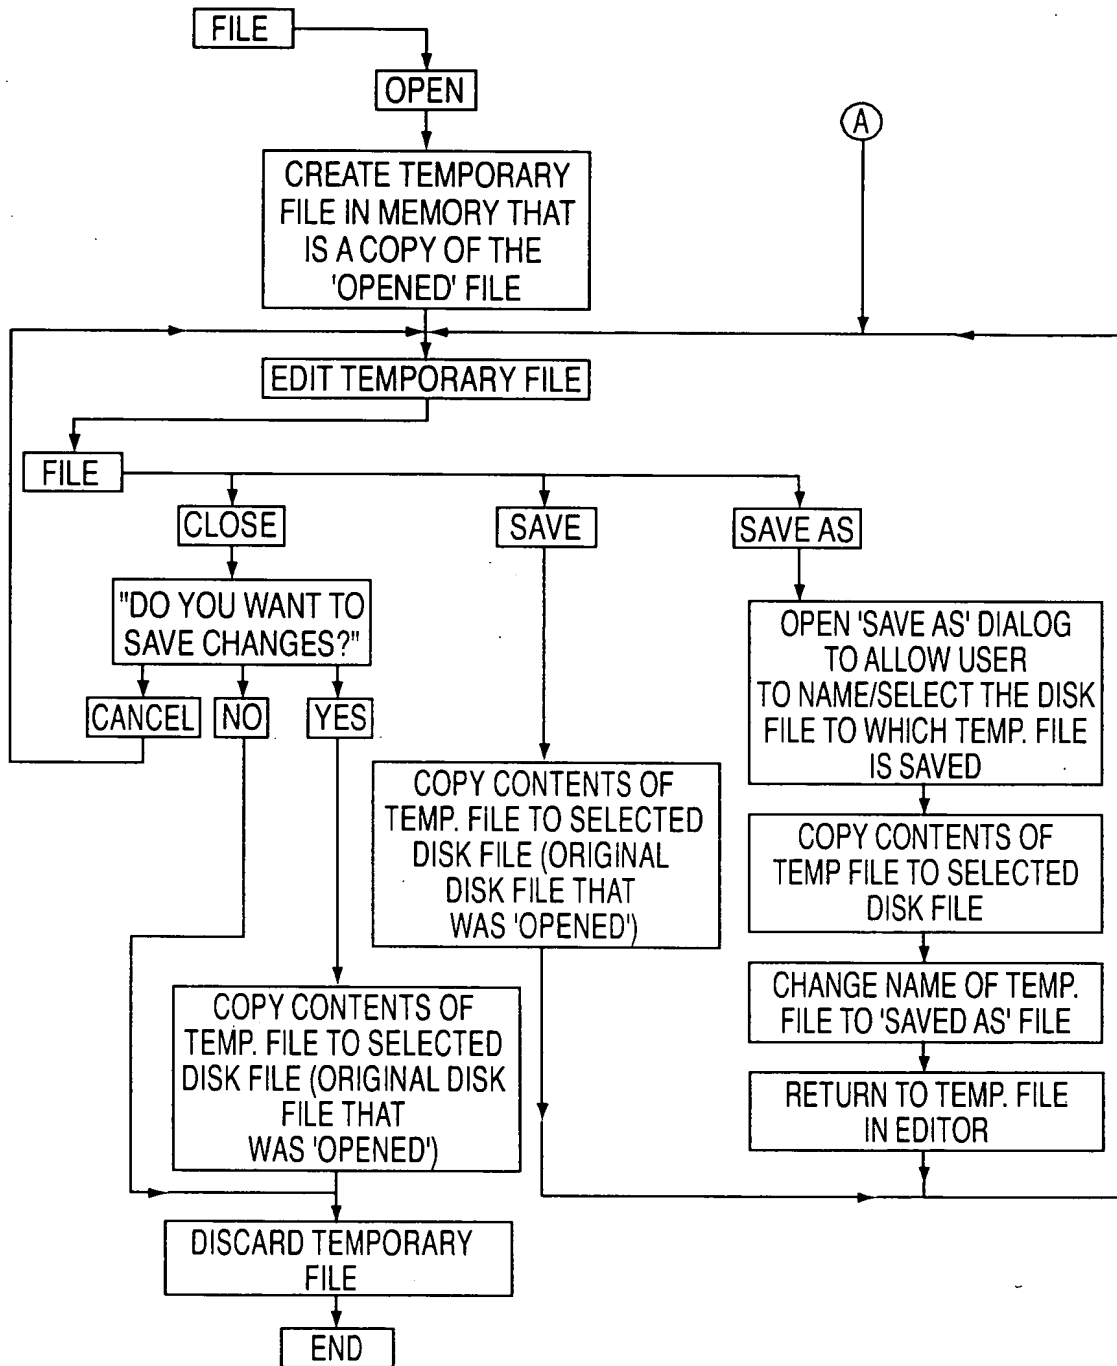 FILE
OPEN
A
CREATE TEMPORARY
FILE IN MEMORY THAT
IS A COPY OF THE
'OPENED' FILE
EDIT TEMPORARY FILE
FILE
CLOSE
SAVE
SAVE AS
"DO YOU WANT TO
SAVE CHANGES?"
CANCEL
NO
YES
OPEN 'SAVE AS' DIALOG
TO ALLOW USER
TO NAME/SELECT THE DISK
FILE TO WHICH TEMP. FILE
IS SAVED
COPY CONTENTS OF
TEMP. FILE TO SELECTED
DISK FILE (ORIGINAL
DISK FILE THAT
WAS 'OPENED')
COPY CONTENTS OF
TEMP FILE TO SELECTED
DISK FILE
CHANGE NAME OF TEMP.
FILE TO 'SAVED AS' FILE
COPY CONTENTS OF
TEMP. FILE TO SELECTED
DISK FILE (ORIGINAL DISK
FILE THAT
WAS 'OPENED')
RETURN TO TEMP. FILE
IN EDITOR
DISCARD TEMPORARY
FILE
END